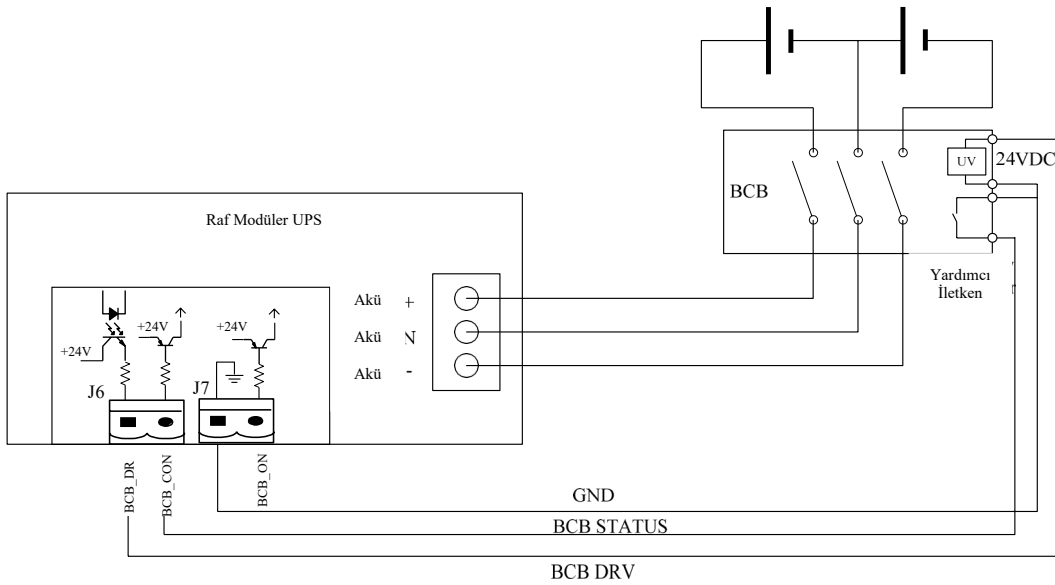 UV
24VDC
BCB
Raf Modüler UPS
Yardımcı
İletken
Akü +
Akü N
Akü -
+24V
+24V
+24V
J6
J7
BCB_DR
BCB_CON
BCB_ON
GND
BCB STATUS
BCB DRV